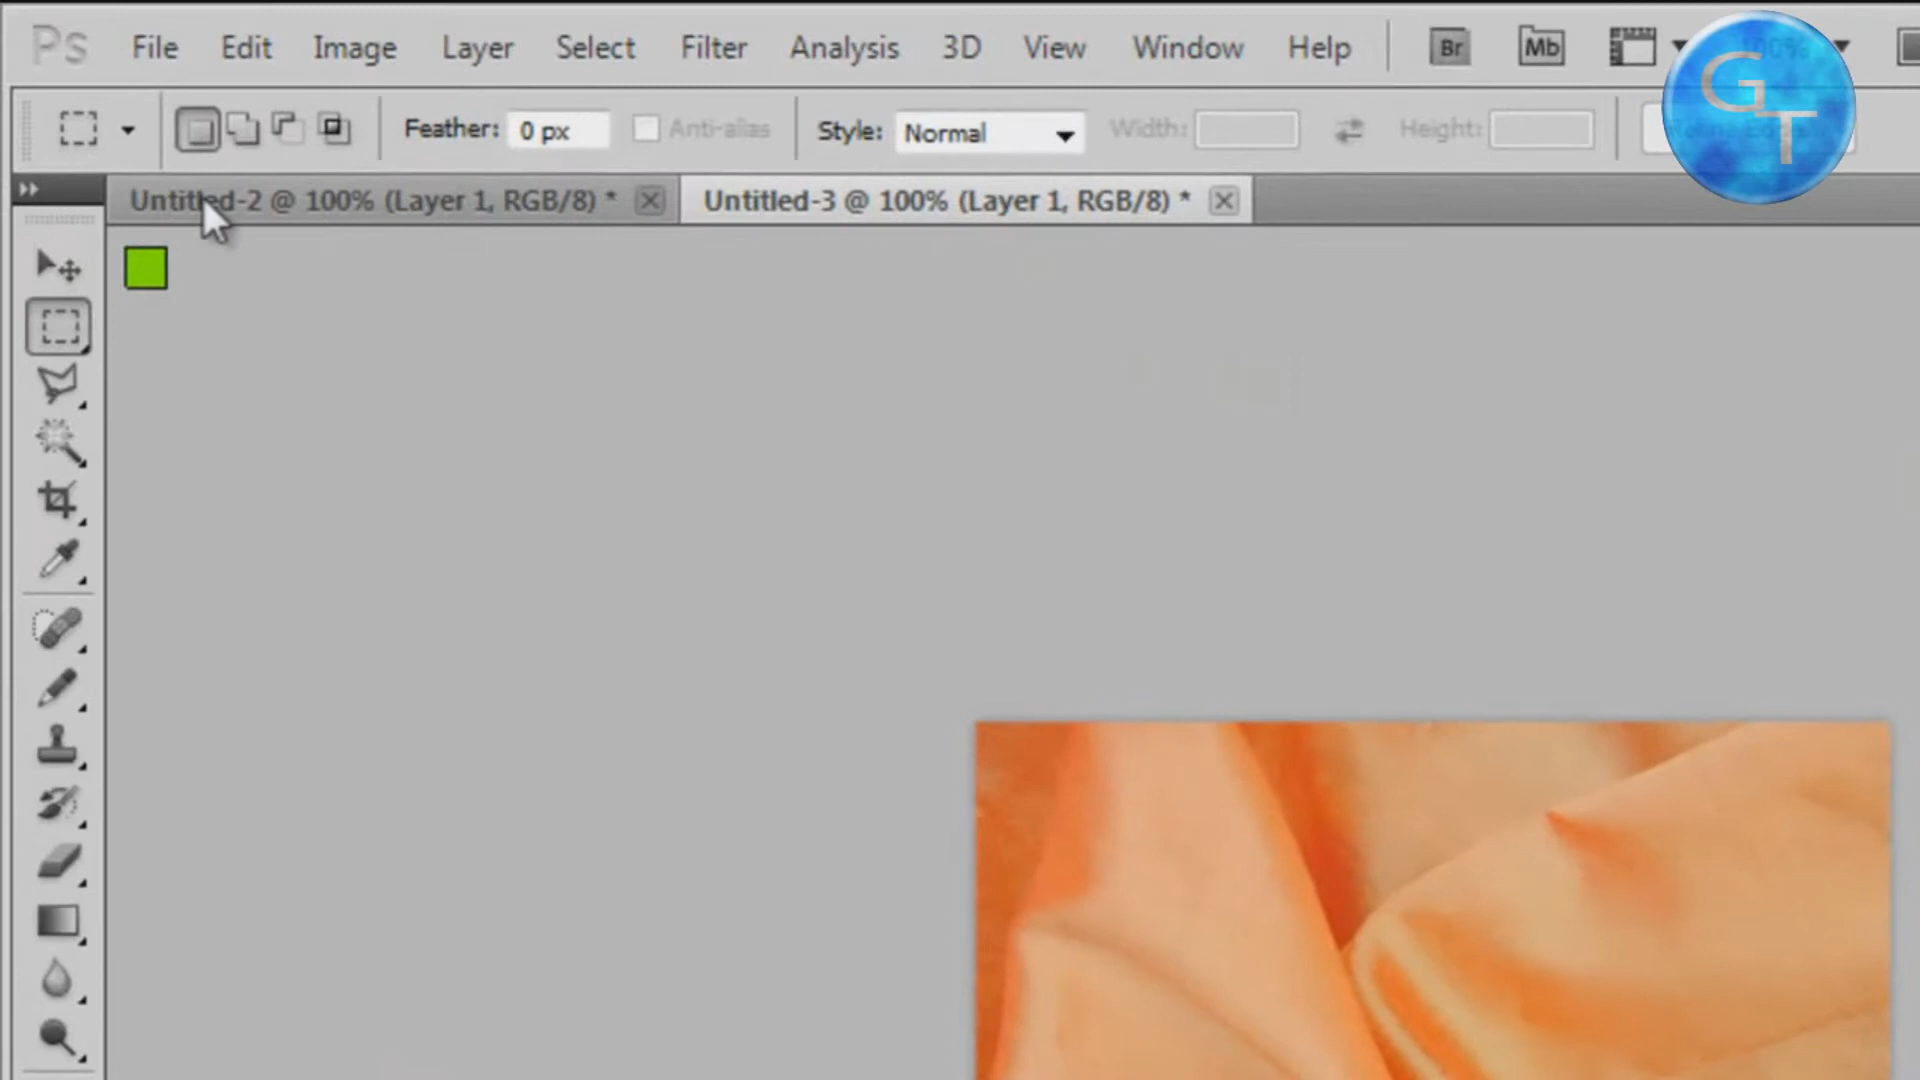 Ps File Edit Image Layer Select Filter Analysis 3D View Window Help Br Mb 100%
Feather: 0 px Anti-alias Style: Normal Width: Height:
Untitled-2 @ 100% (Layer 1, RGB/8) * Untitled-3 @ 100% (Layer 1, RGB/8) *
GT